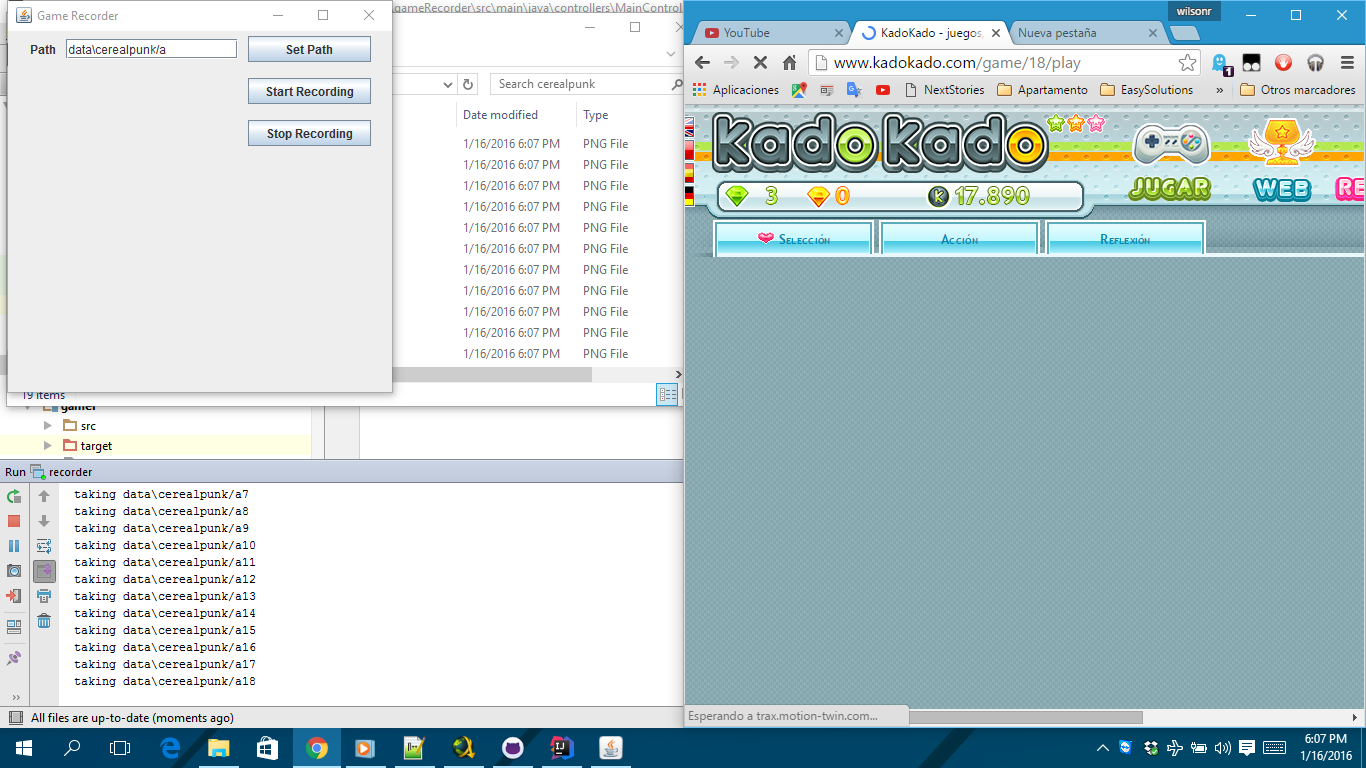 Game Recorder
Path data\cerealpunk/a Set Path
Start Recording
Stop Recording
gameRecorder\src\main\java\controllers\MainControl
Search cerealpunk
Date modified Type
1/16/2016 6:07 PM PNG File
1/16/2016 6:07 PM PNG File
1/16/2016 6:07 PM PNG File
1/16/2016 6:07 PM PNG File
1/16/2016 6:07 PM PNG File
1/16/2016 6:07 PM PNG File
1/16/2016 6:07 PM PNG File
1/16/2016 6:07 PM PNG File
1/16/2016 6:07 PM PNG File
1/16/2016 6:07 PM PNG File
1/16/2016 6:07 PM PNG File
19 items
gamer
src
target
Run recorder
taking data\cerealpunk/a7
taking data\cerealpunk/a8
taking data\cerealpunk/a9
taking data\cerealpunk/a10
taking data\cerealpunk/a11
taking data\cerealpunk/a12
taking data\cerealpunk/a13
taking data\cerealpunk/a14
taking data\cerealpunk/a15
taking data\cerealpunk/a16
taking data\cerealpunk/a17
taking data\cerealpunk/a18
All files are up-to-date (moments ago)
wilsonr
YouTube KadoKado - juegos, Nueva pestaña
www.kadokado.com/game/18/play 1
Aplicaciones NextStories Apartamento EasySolutions » Otros marcadores
KadoKado
JUGAR WEB RE
3 0 K 17.890
Selección Acción Reflexión
Esperando a trax.motion-twin.com...
6:07 PM
1/16/2016